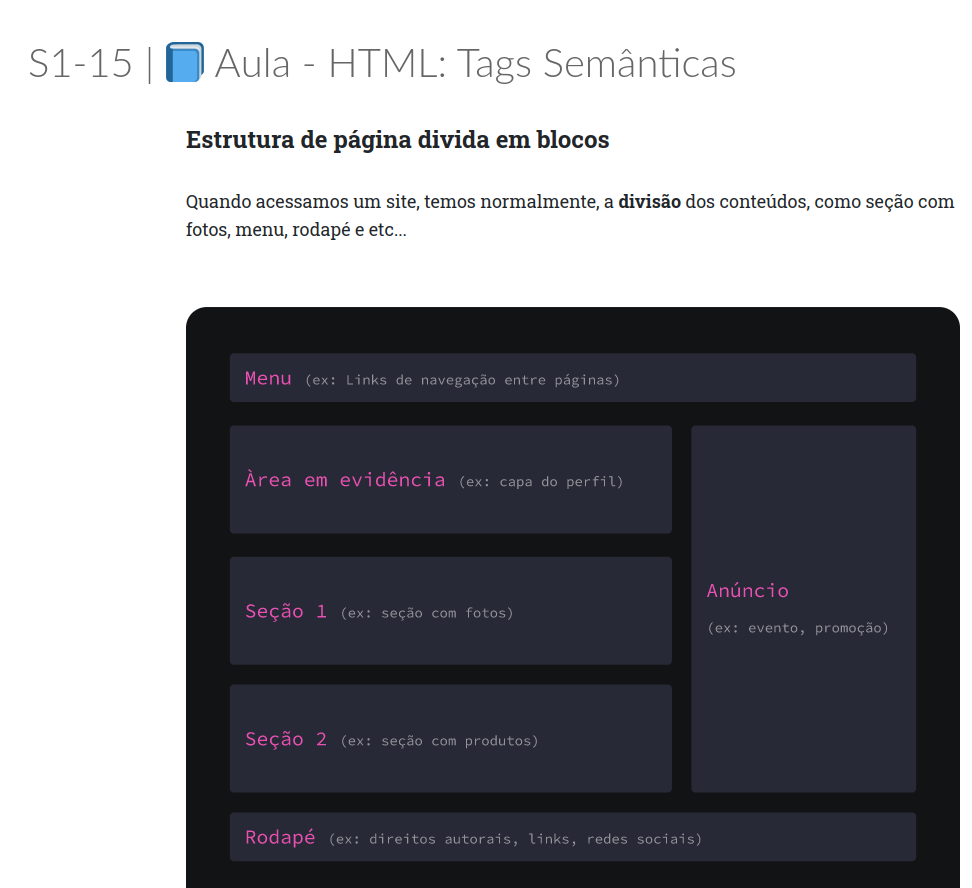 S1-15 | 📘 Aula - HTML: Tags Semânticas
Estrutura de página divida em blocos
Quando acessamos um site, temos normalmente, a divisão dos conteúdos, como seção com
fotos, menu, rodapé e etc...
Menu (ex: Links de navegação entre páginas)
Àrea em evidência (ex: capa do perfil)
Seção 1 (ex: seção com fotos)
Anúncio
(ex: evento, promoção)
Seção 2 (ex: seção com produtos)
Rodapé (ex: direitos autorais, links, redes sociais)